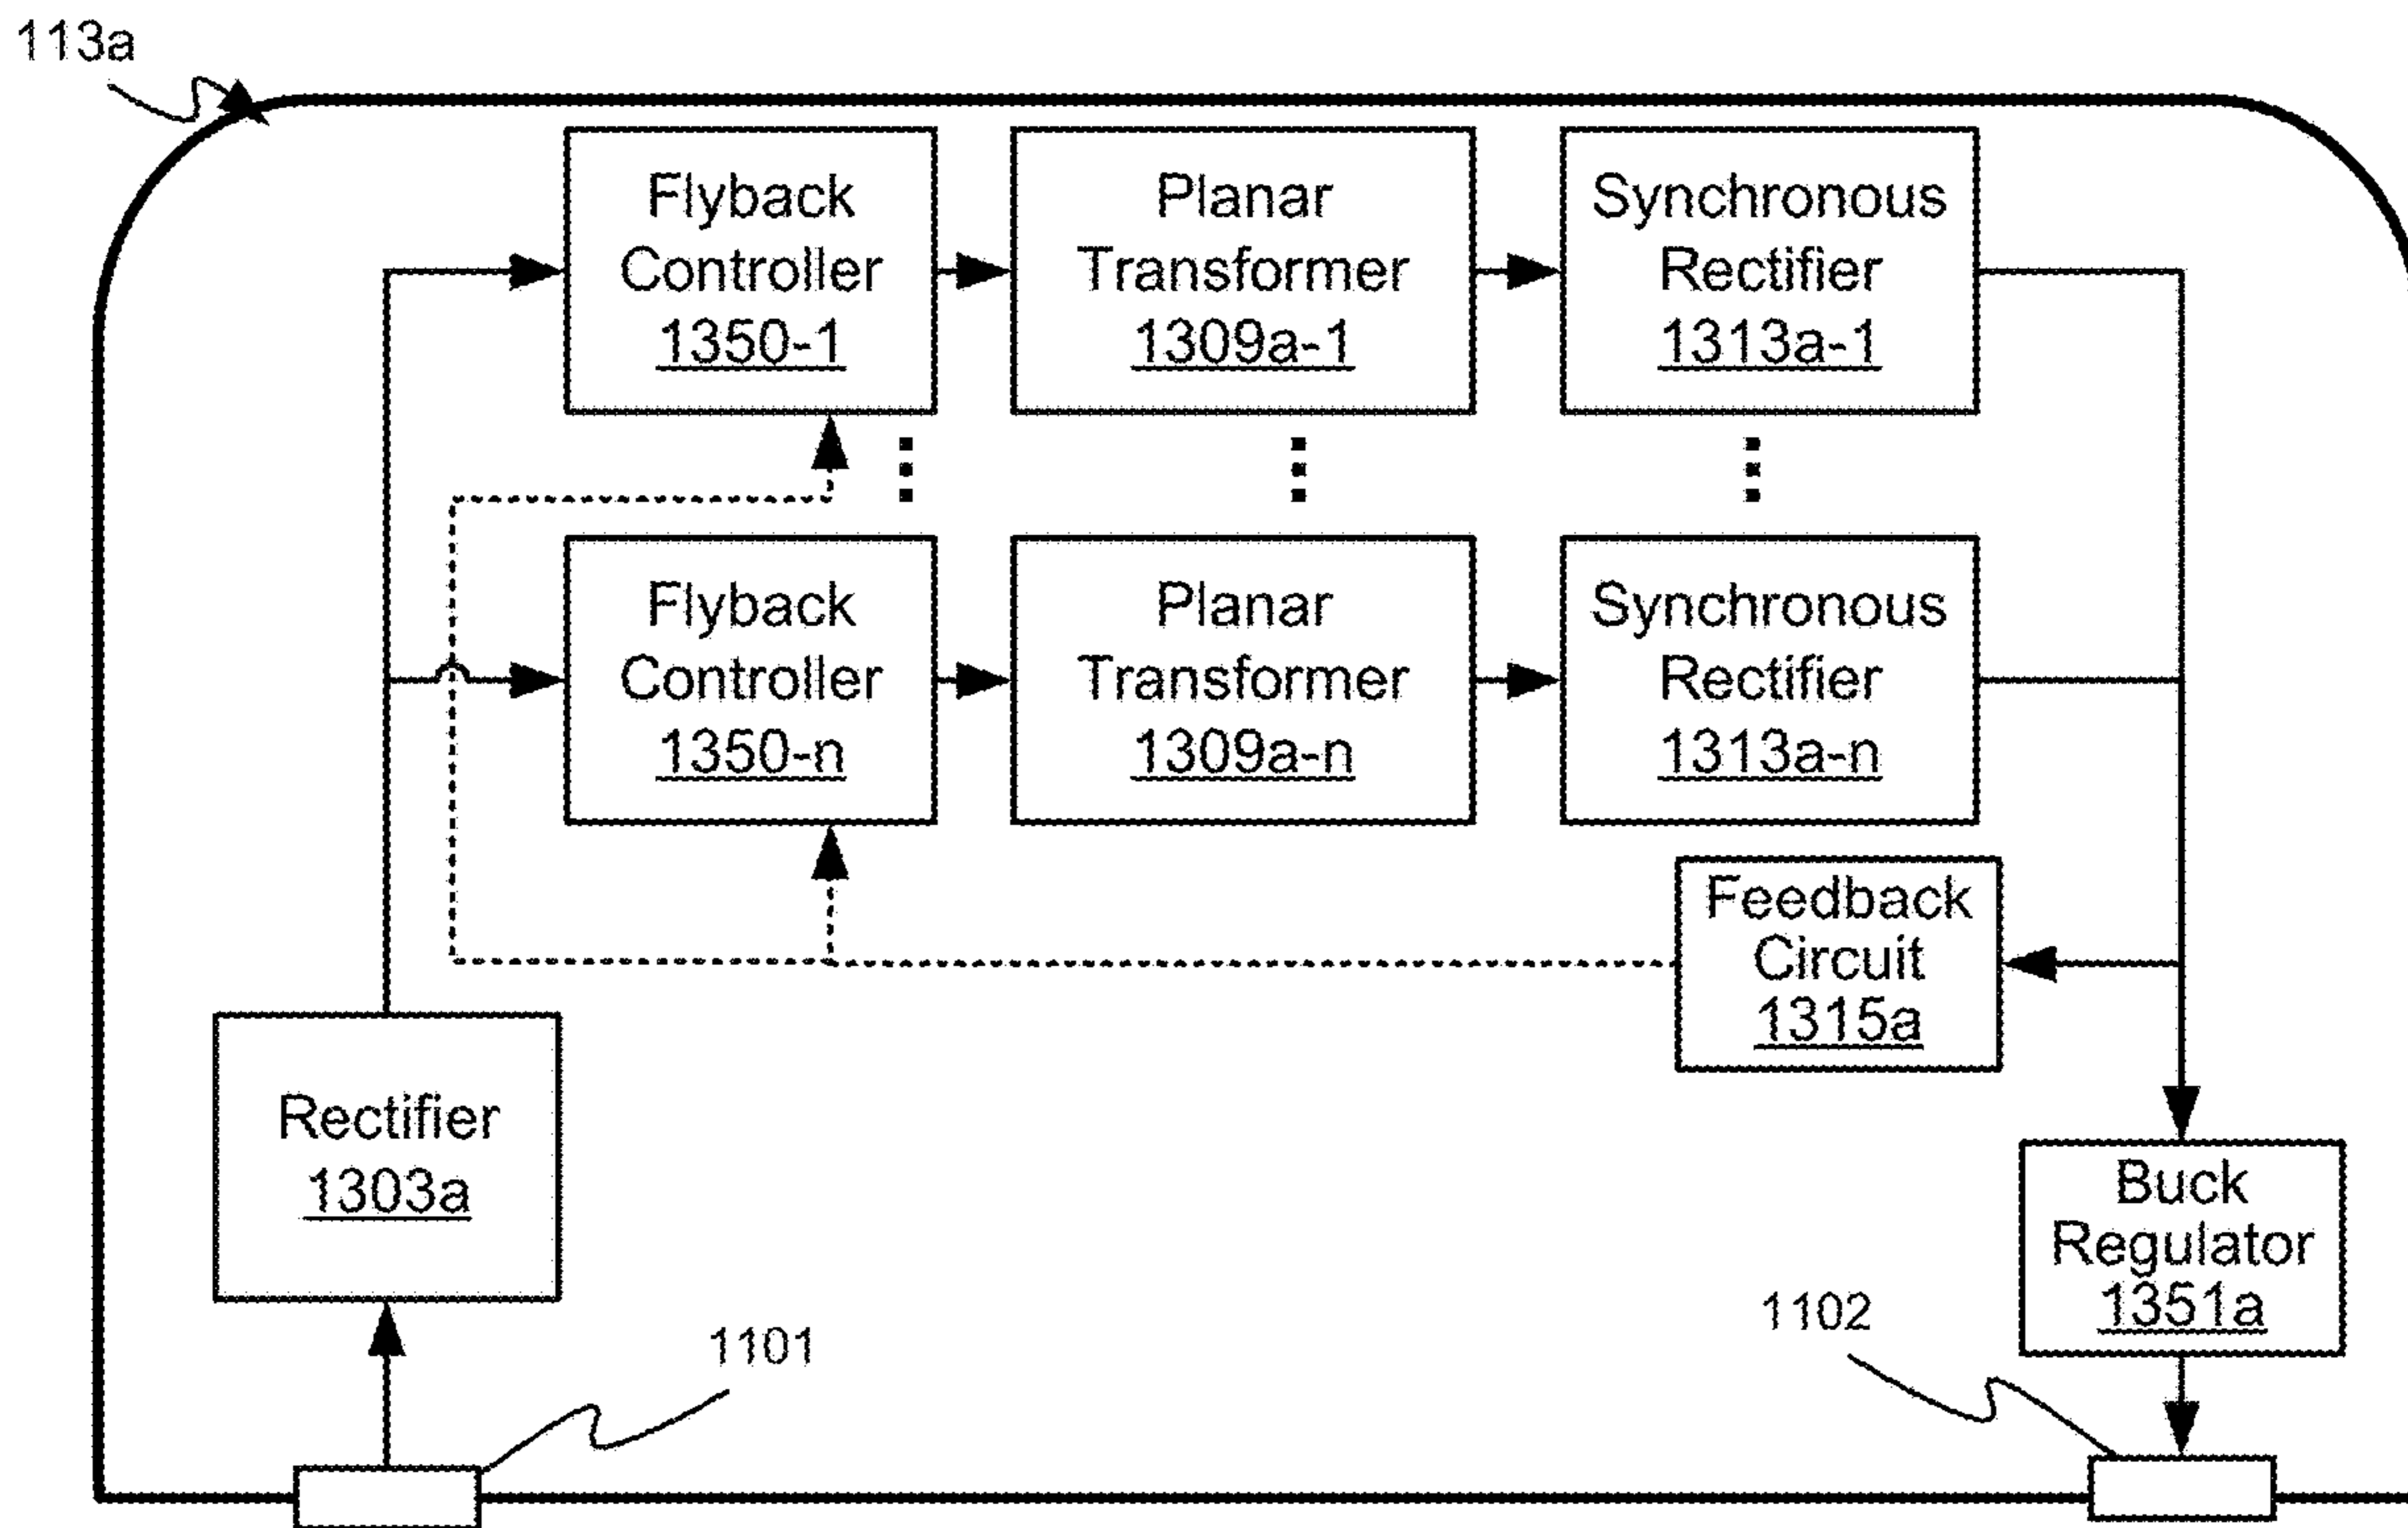 113a
Flyback
Controller
1350-1
Planar
Transformer
1309a-1
Synchronous
Rectifier
1313a-1
Flyback
Controller
1350-n
Planar
Transformer
1309a-n
Synchronous
Rectifier
1313a-n
Feedback
Circuit
1315a
Rectifier
1303a
Buck
Regulator
1351a
1101
1102